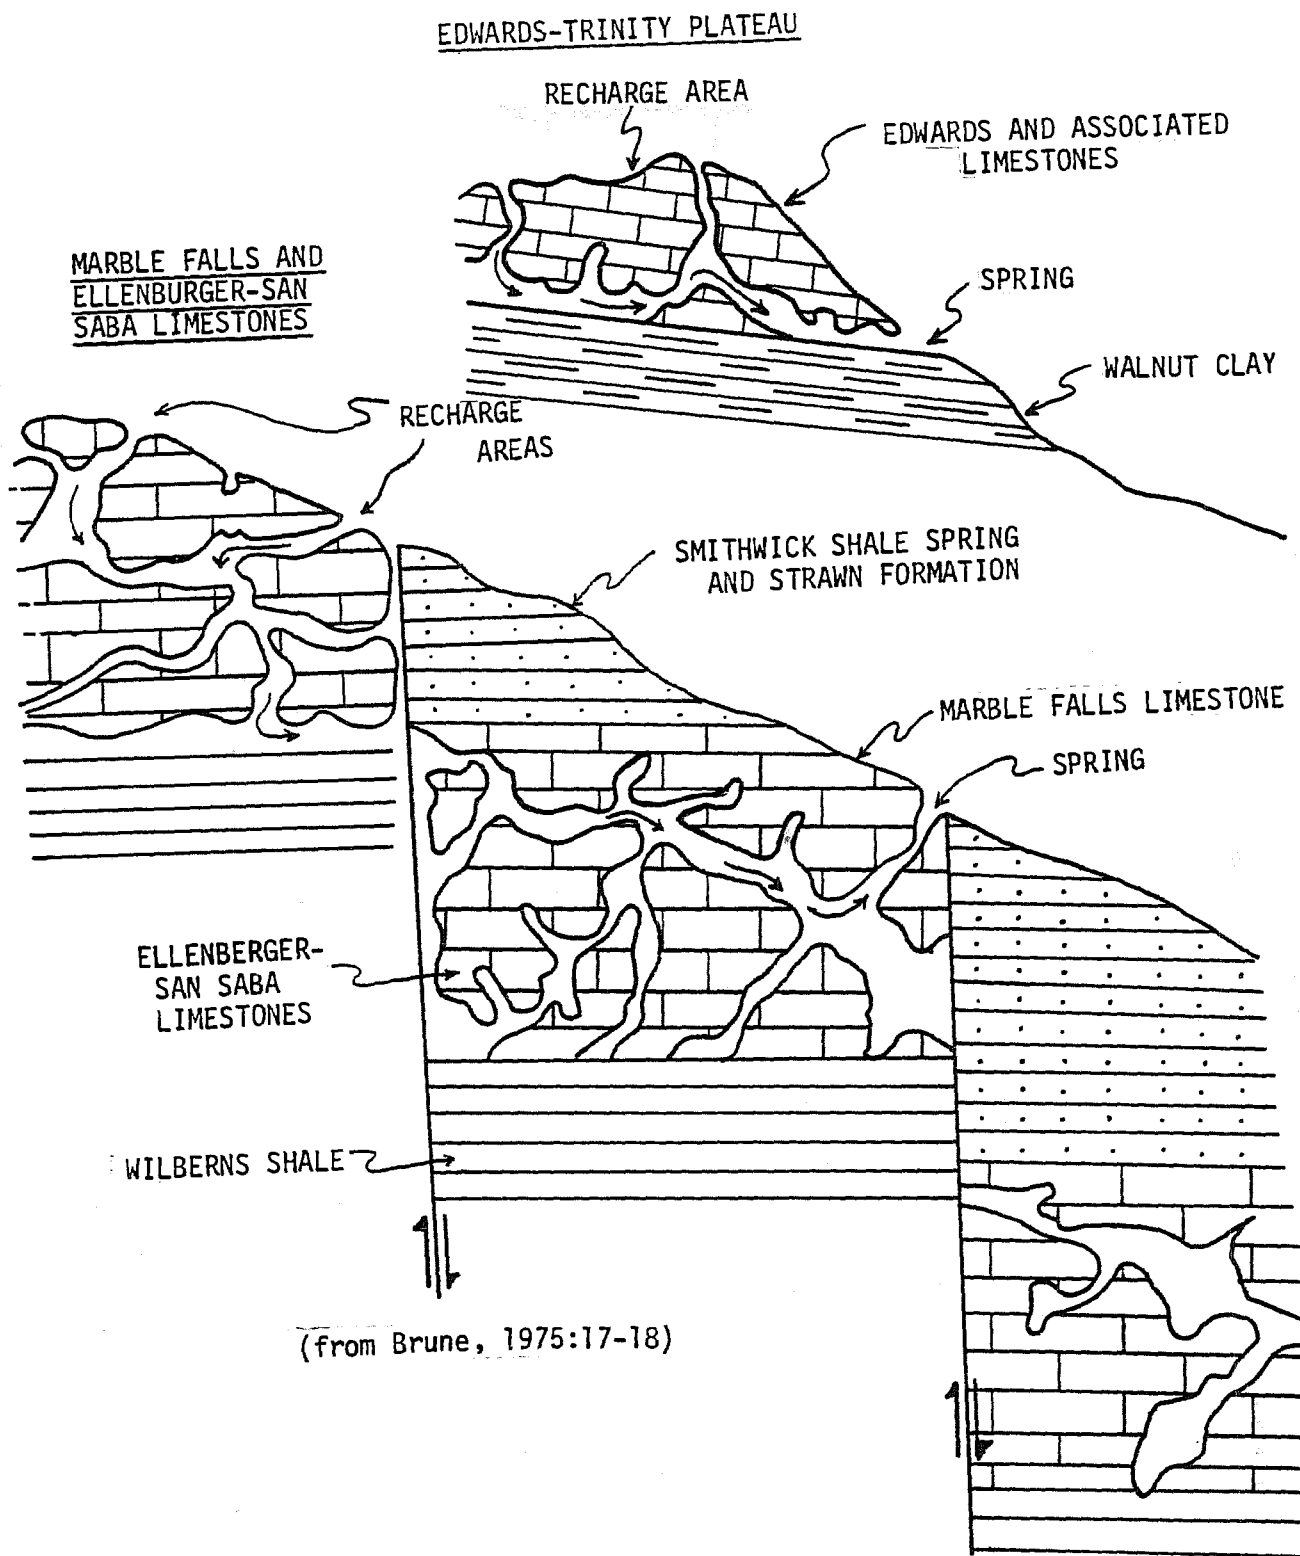 EDWARDS-TRINITY PLATEAU
RECHARGE AREA
EDWARDS AND ASSOCIATED
LIMESTONES
SPRING
WALNUT CLAY
MARBLE FALLS AND
ELLENBURGER-SAN
SABA LIMESTONES
RECHARGE
AREAS
SMITHWICK SHALE SPRING
AND STRAWN FORMATION
MARBLE FALLS LIMESTONE
SPRING
ELLENBERGER-
SAN SABA
LIMESTONES
WILBERNS SHALE
(from Brune, 1975:17-18)